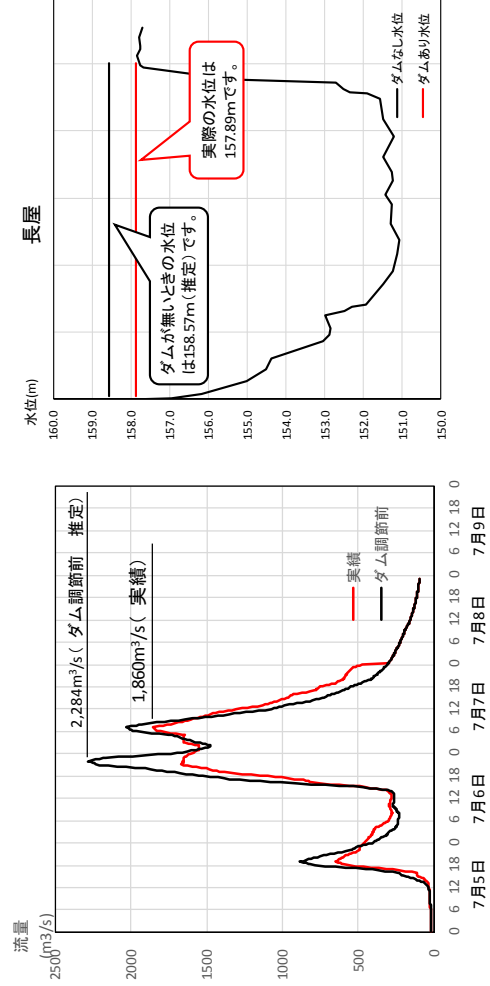 流量
(m3/s)
2500
2000
1500
1000
500
0
2,284m³/s( ダム調節前 推定)
1,860m³/s( 実績)
実績
ダム調節前
0 6 12 18 0 6 12 18 0 6 12 18 0 6 12 18 0 6 12 18 0
7月5日 7月6日 7月7日 7月8日 7月9日
長屋
水位(m)
160.0
159.0
158.0
157.0
156.0
155.0
154.0
153.0
152.0
151.0
150.0
ダムが無いときの水位
は158.57m(推定)です。
実際の水位は
157.89mです。
ダムなし水位
ダムあり水位